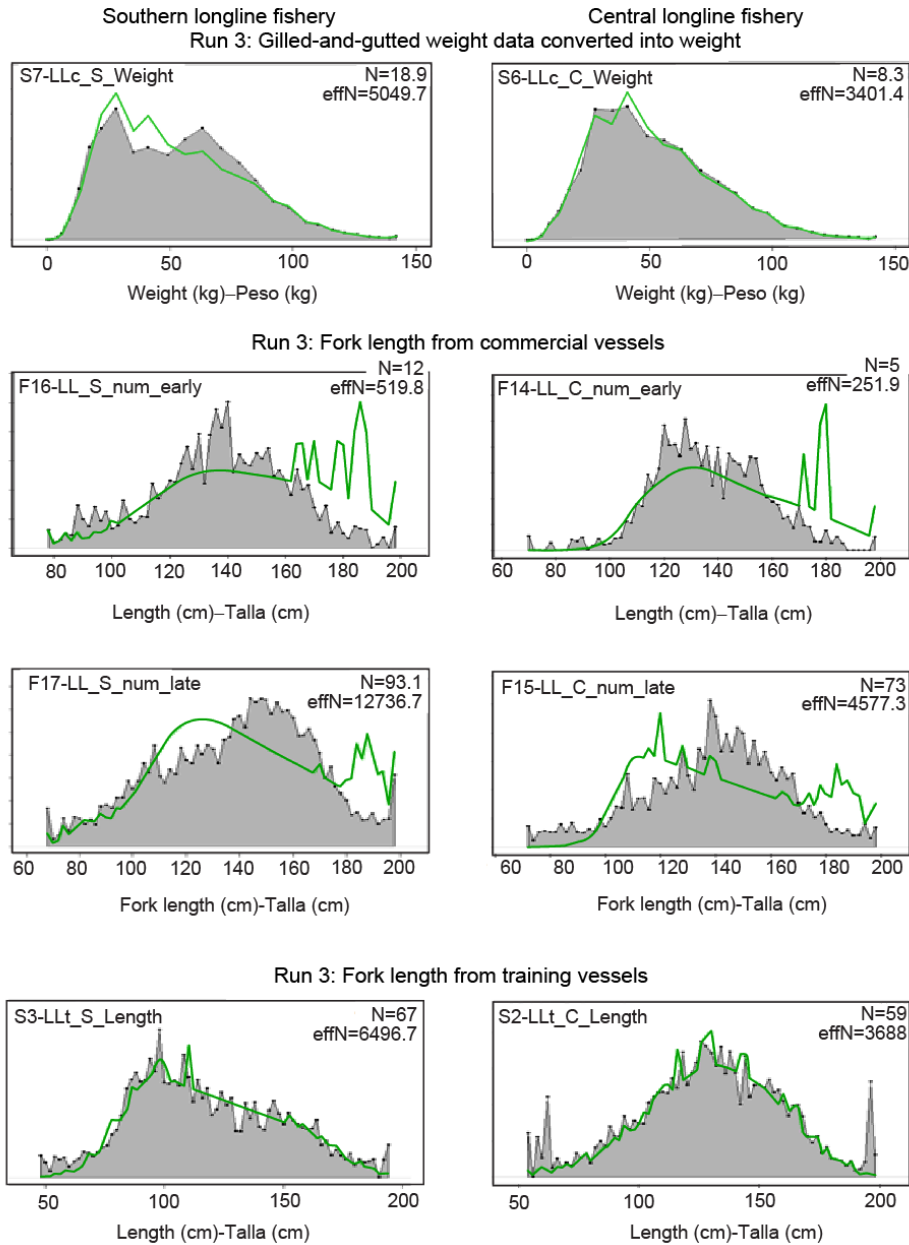 Southern longline fishery Central longline fishery
Run 3: Gilled-and-gutted weight data converted into weight
S7-LLc_S_Weight N=18.9 S6-LLc_C_Weight N=8.3
effN=5049.7 effN=3401.4
0 50 100 150 0 50 100 150
Weight (kg)–Peso (kg) Weight (kg)–Peso (kg)
Run 3: Fork length from commercial vessels
N=12 N=5
F16-LL_S_num_early effN=519.8 F14-LL_C_num_early effN=251.9
80 100 120 140 160 180 200 60 80 100 120 140 160 180 200
Length (cm)–Talla (cm) Length (cm)–Talla (cm)
F17-LL_S_num_late N=93.1 F15-LL_C_num_late N=73
effN=12736.7 effN=4577.3
60 80 100 120 140 160 180 200 60 80 100 120 140 160 180 200
Fork length (cm)-Talla (cm) Fork length (cm)-Talla (cm)
Run 3: Fork length from training vessels
S3-LLt_S_Length N=67 S2-LLt_C_Length N=59
effN=6496.7 effN=3688
50 100 150 200 50 100 150 200
Length (cm)-Talla (cm) Length (cm)-Talla (cm)